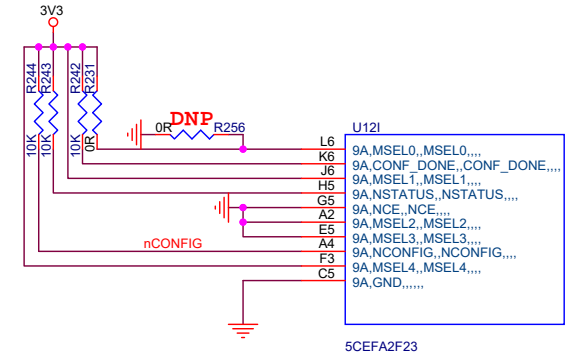 3V3
R244
R243
R242
R231
10K
10K
10K
0R
DNP
0R
R256
U12I
L6
9A,MSEL0,,MSEL0,,,,
K6
9A,CONF_DONE,,CONF_DONE,,,,
J6
9A,MSEL1,,MSEL1,,,,
H5
9A,NSTATUS,,NSTATUS,,,,
G5
9A,NCE,,NCE,,,,
A2
9A,MSEL2,,MSEL2,,,,
E5
9A,MSEL3,,MSEL3,,,,
nCONFIG
A4
9A,NCONFIG,,NCONFIG,,,,
F3
9A,MSEL4,,MSEL4,,,,
C5
9A,GND,,,,,,
5CEFA2F23